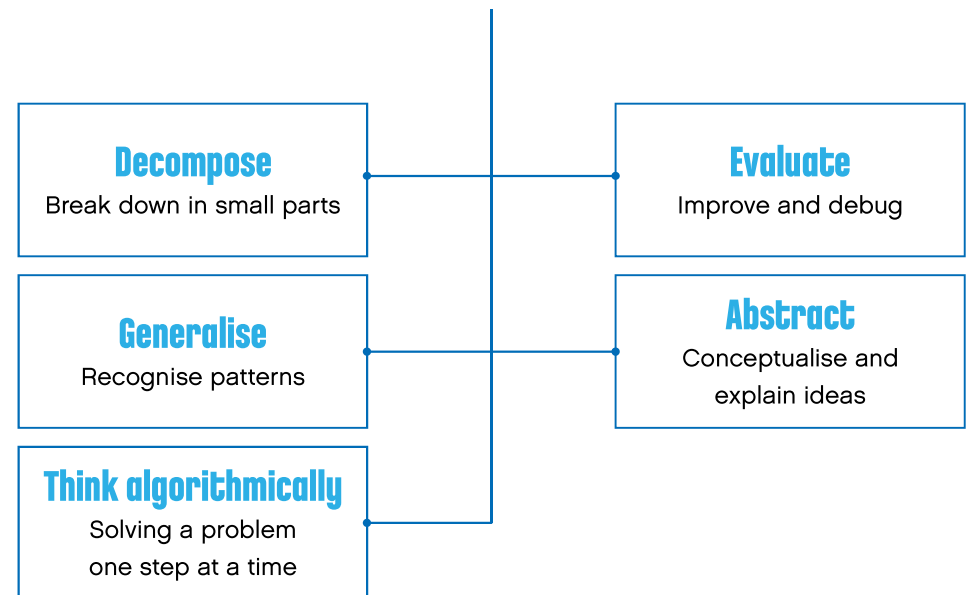 Decompose
Break down in small parts
Generalise
Recognise patterns
Think algorithmically
Solving a problem
one step at a time
Evaluate
Improve and debug
Abstract
Conceptualise and
explain ideas